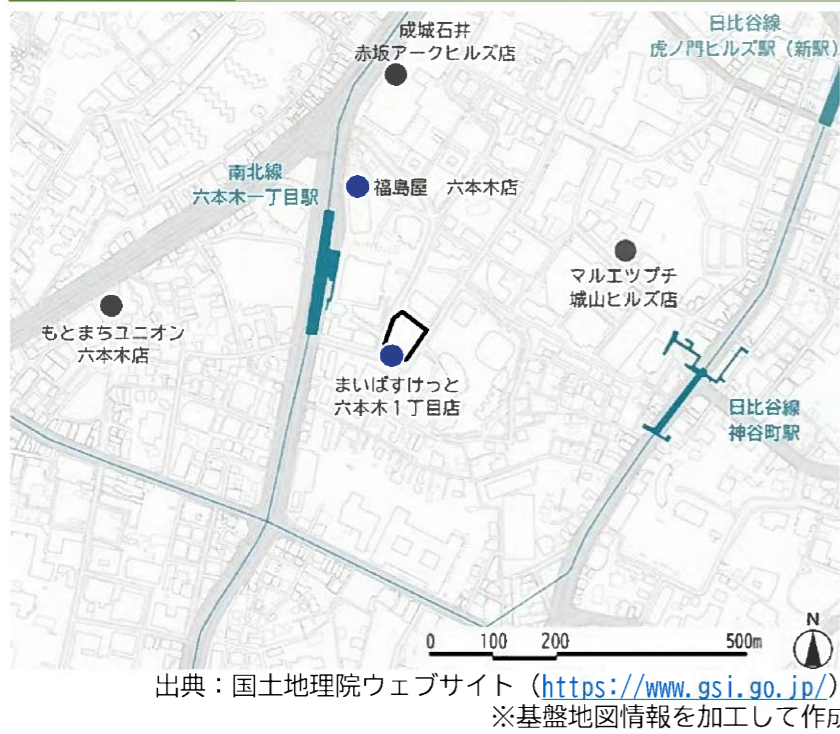 成城石井
赤坂アークヒルズ店
日比谷線
虎ノ門ヒルズ駅（新駅）
南北線
六本木一丁目駅
福島屋　六本木店
マルエツプチ
城山ヒルズ店
もとまちユニオン
六本木店
まいばすけっと
六本木１丁目店
日比谷線
神谷町駅
0 100 200 500m
N
出典：国土地理院ウェブサイト（https://www.gsi.go.jp/）
※基盤地図情報を加工して作成